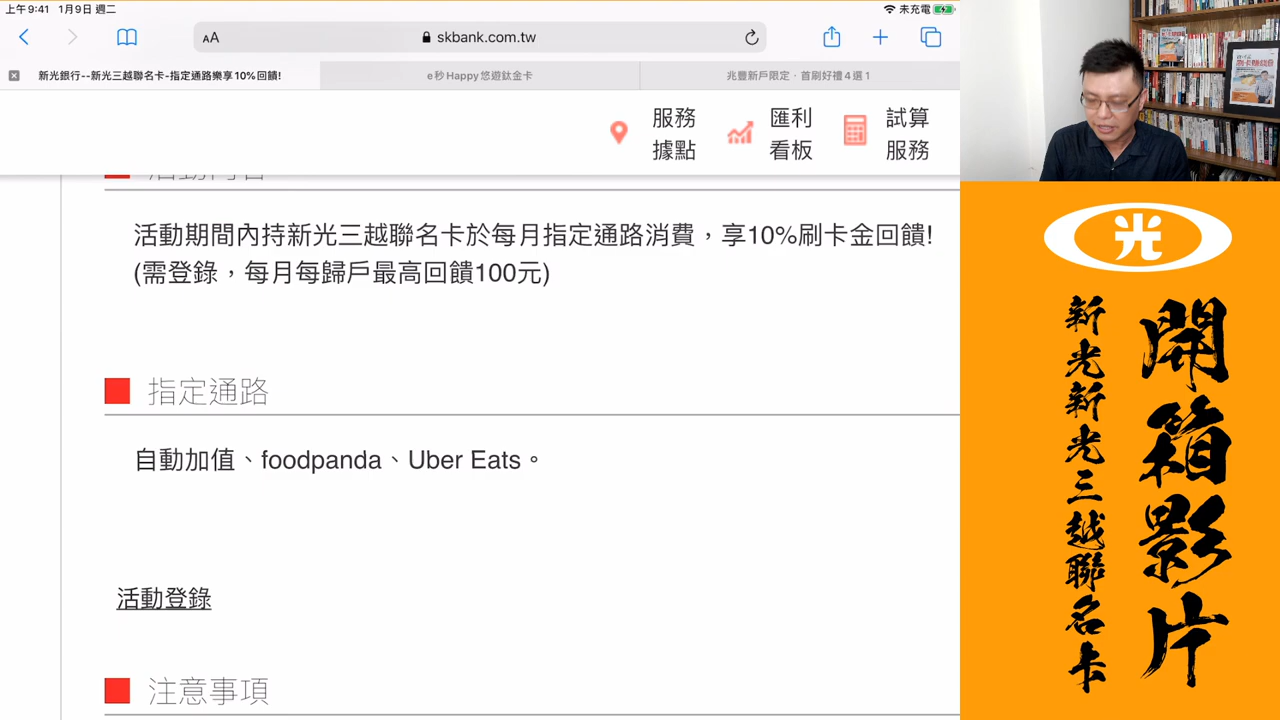 上午9:41 1月9日 週二
未充電
AA
skbank.com.tw
新光銀行--新光三越聯名卡-指定通路樂享10%回饋!
e秒Happy悠遊鈦金卡
兆豐新戶限定．首刷好禮4選1
服務據點
匯利看板
試算服務
活動內容
活動期間內持新光三越聯名卡於每月指定通路消費，享10%刷卡金回饋!
(需登錄，每月每歸戶最高回饋100元)
指定通路
自動加值、foodpanda、Uber Eats。
活動登錄
注意事項
光
開箱影片
新光新光三越聯名卡